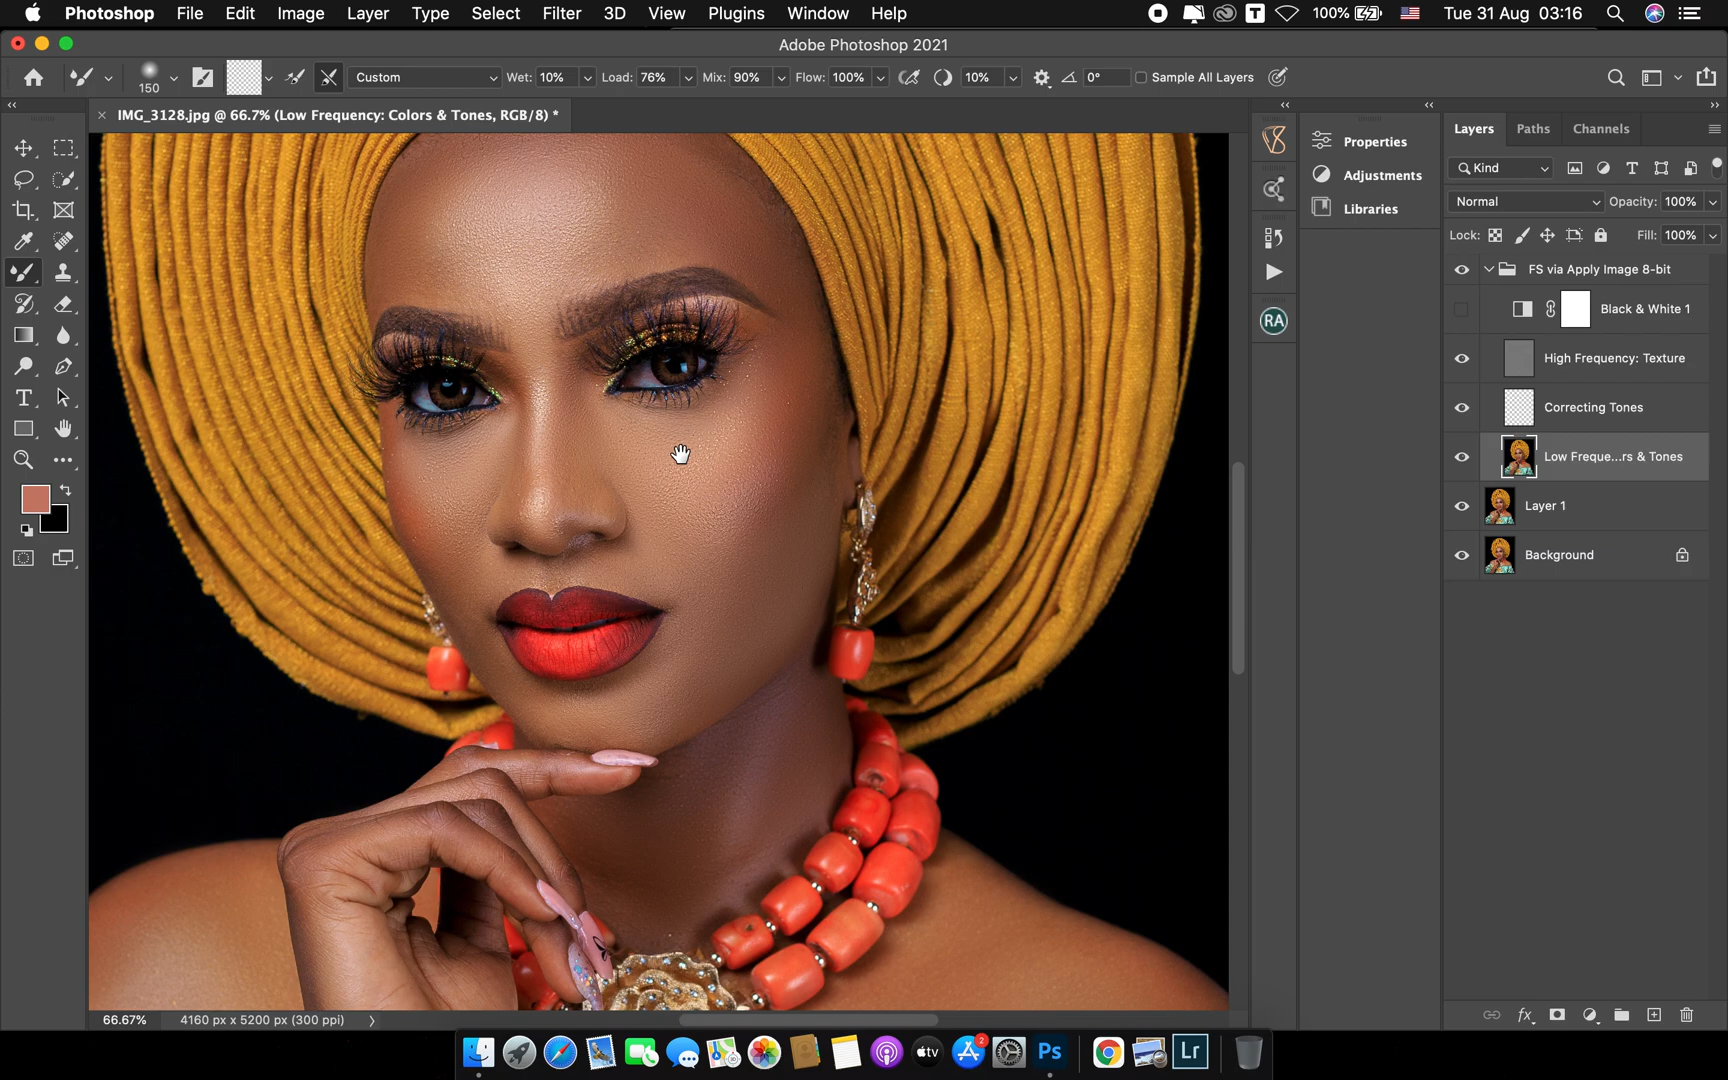 Photoshop File Edit Image Layer Type Select Filter 3D View Plugins Window Help T 100% Tue 31 Aug 03:16
Adobe Photoshop 2021
150 Custom Wet: 10% Load: 76% Mix: 90% Flow: 100% 10% 0° Sample All Layers
× IMG_3128.jpg @ 66.7% (Low Frequency: Colors & Tones, RGB/8) *
Properties
Adjustments
Libraries
RA
Layers Paths Channels
Kind
Normal Opacity: 100%
Lock: Fill: 100%
FS via Apply Image 8-bit
Black & White 1
High Frequency: Texture
Correcting Tones
Low Freque...rs & Tones
Layer 1
Background
fx
66.67% 4160 px x 5200 px (300 ppi)
tv 2 Ps Lr